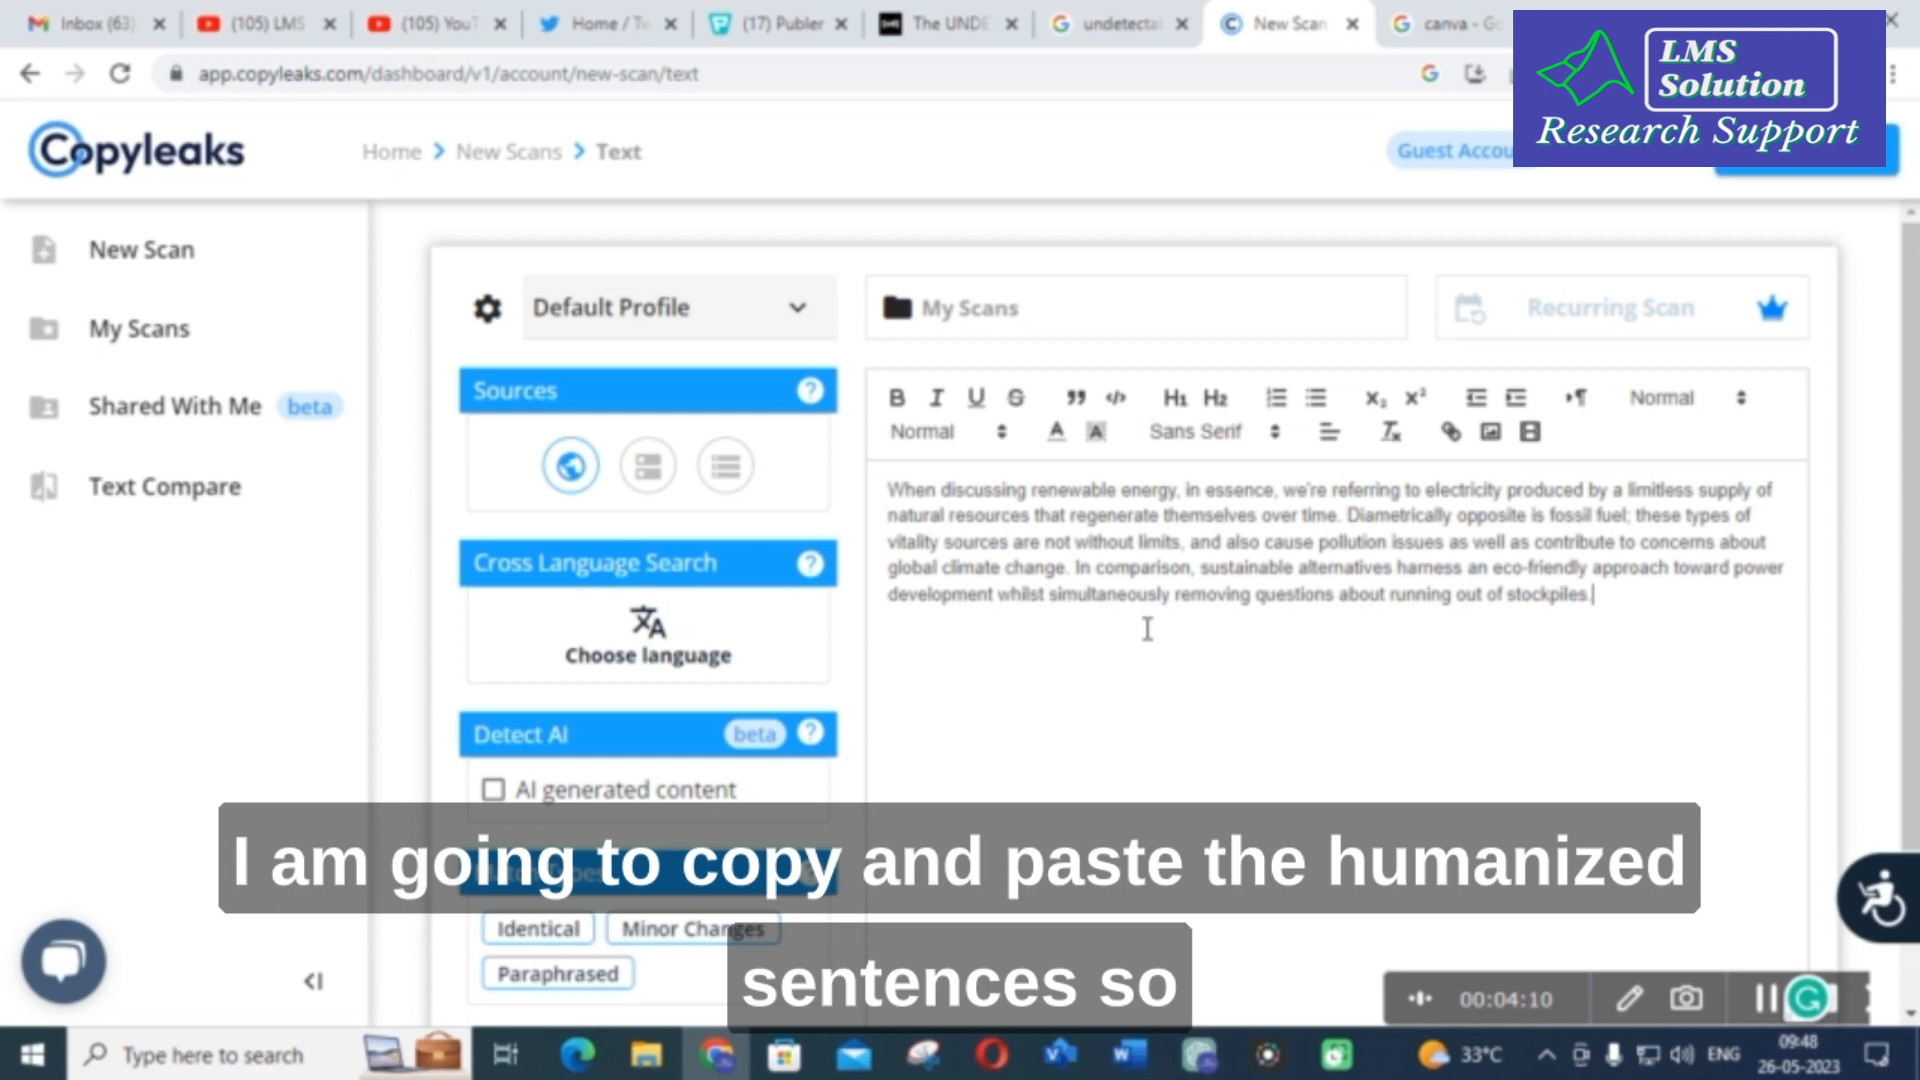 Inbox (63)
(105) LMS
(105) YouT
Home / Tw
(17) Publer
The UNDE
undetectal
New Scan
canva - Go
app.copyleaks.com/dashboard/v1/account/new-scan/text
LMS
Solution
Research Support
Copyleaks
Home > New Scans > Text
Guest Accou
New Scan
My Scans
Shared With Me beta
Text Compare
Default Profile
My Scans
Recurring Scan
Sources ?
Cross Language Search ?
Choose language
Detect AI beta ?
AI generated content
Identical
Minor Changes
Paraphrased
B I U S " </> H1 H2 X2 X2 Normal
Normal A A Sans Serif Tx
When discussing renewable energy, in essence, we're referring to electricity produced by a limitless supply of
natural resources that regenerate themselves over time. Diametrically opposite is fossil fuel; these types of
vitality sources are not without limits, and also cause pollution issues as well as contribute to concerns about
global climate change. In comparison, sustainable alternatives harness an eco-friendly approach toward power
development whilst simultaneously removing questions about running out of stockpiles.
I am going to copy and paste the humanized
sentences so
00:04:10
Type here to search
33°C
ENG
09:48
26-05-2023